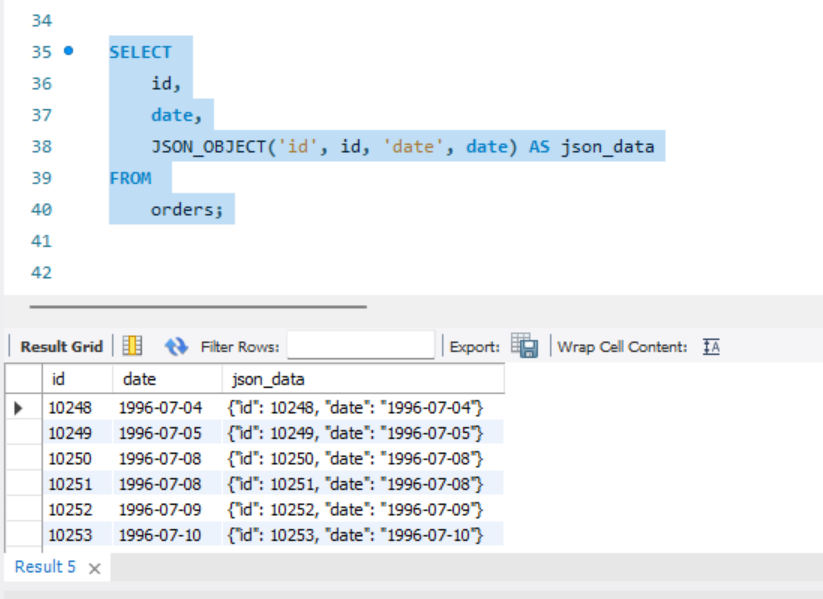 34
35 SELECT
36 id,
37 date,
38 JSON_OBJECT('id', id, 'date', date) AS json_data
39 FROM
40 orders;
41
42
Result Grid Filter Rows: Export: Wrap Cell Content: IA
id date json_data
10248 1996-07-04 {"id": 10248, "date": "1996-07-04"}
10249 1996-07-05 {"id": 10249, "date": "1996-07-05"}
10250 1996-07-08 {"id": 10250, "date": "1996-07-08"}
10251 1996-07-08 {"id": 10251, "date": "1996-07-08"}
10252 1996-07-09 {"id": 10252, "date": "1996-07-09"}
10253 1996-07-10 {"id": 10253, "date": "1996-07-10"}
Result 5 ×